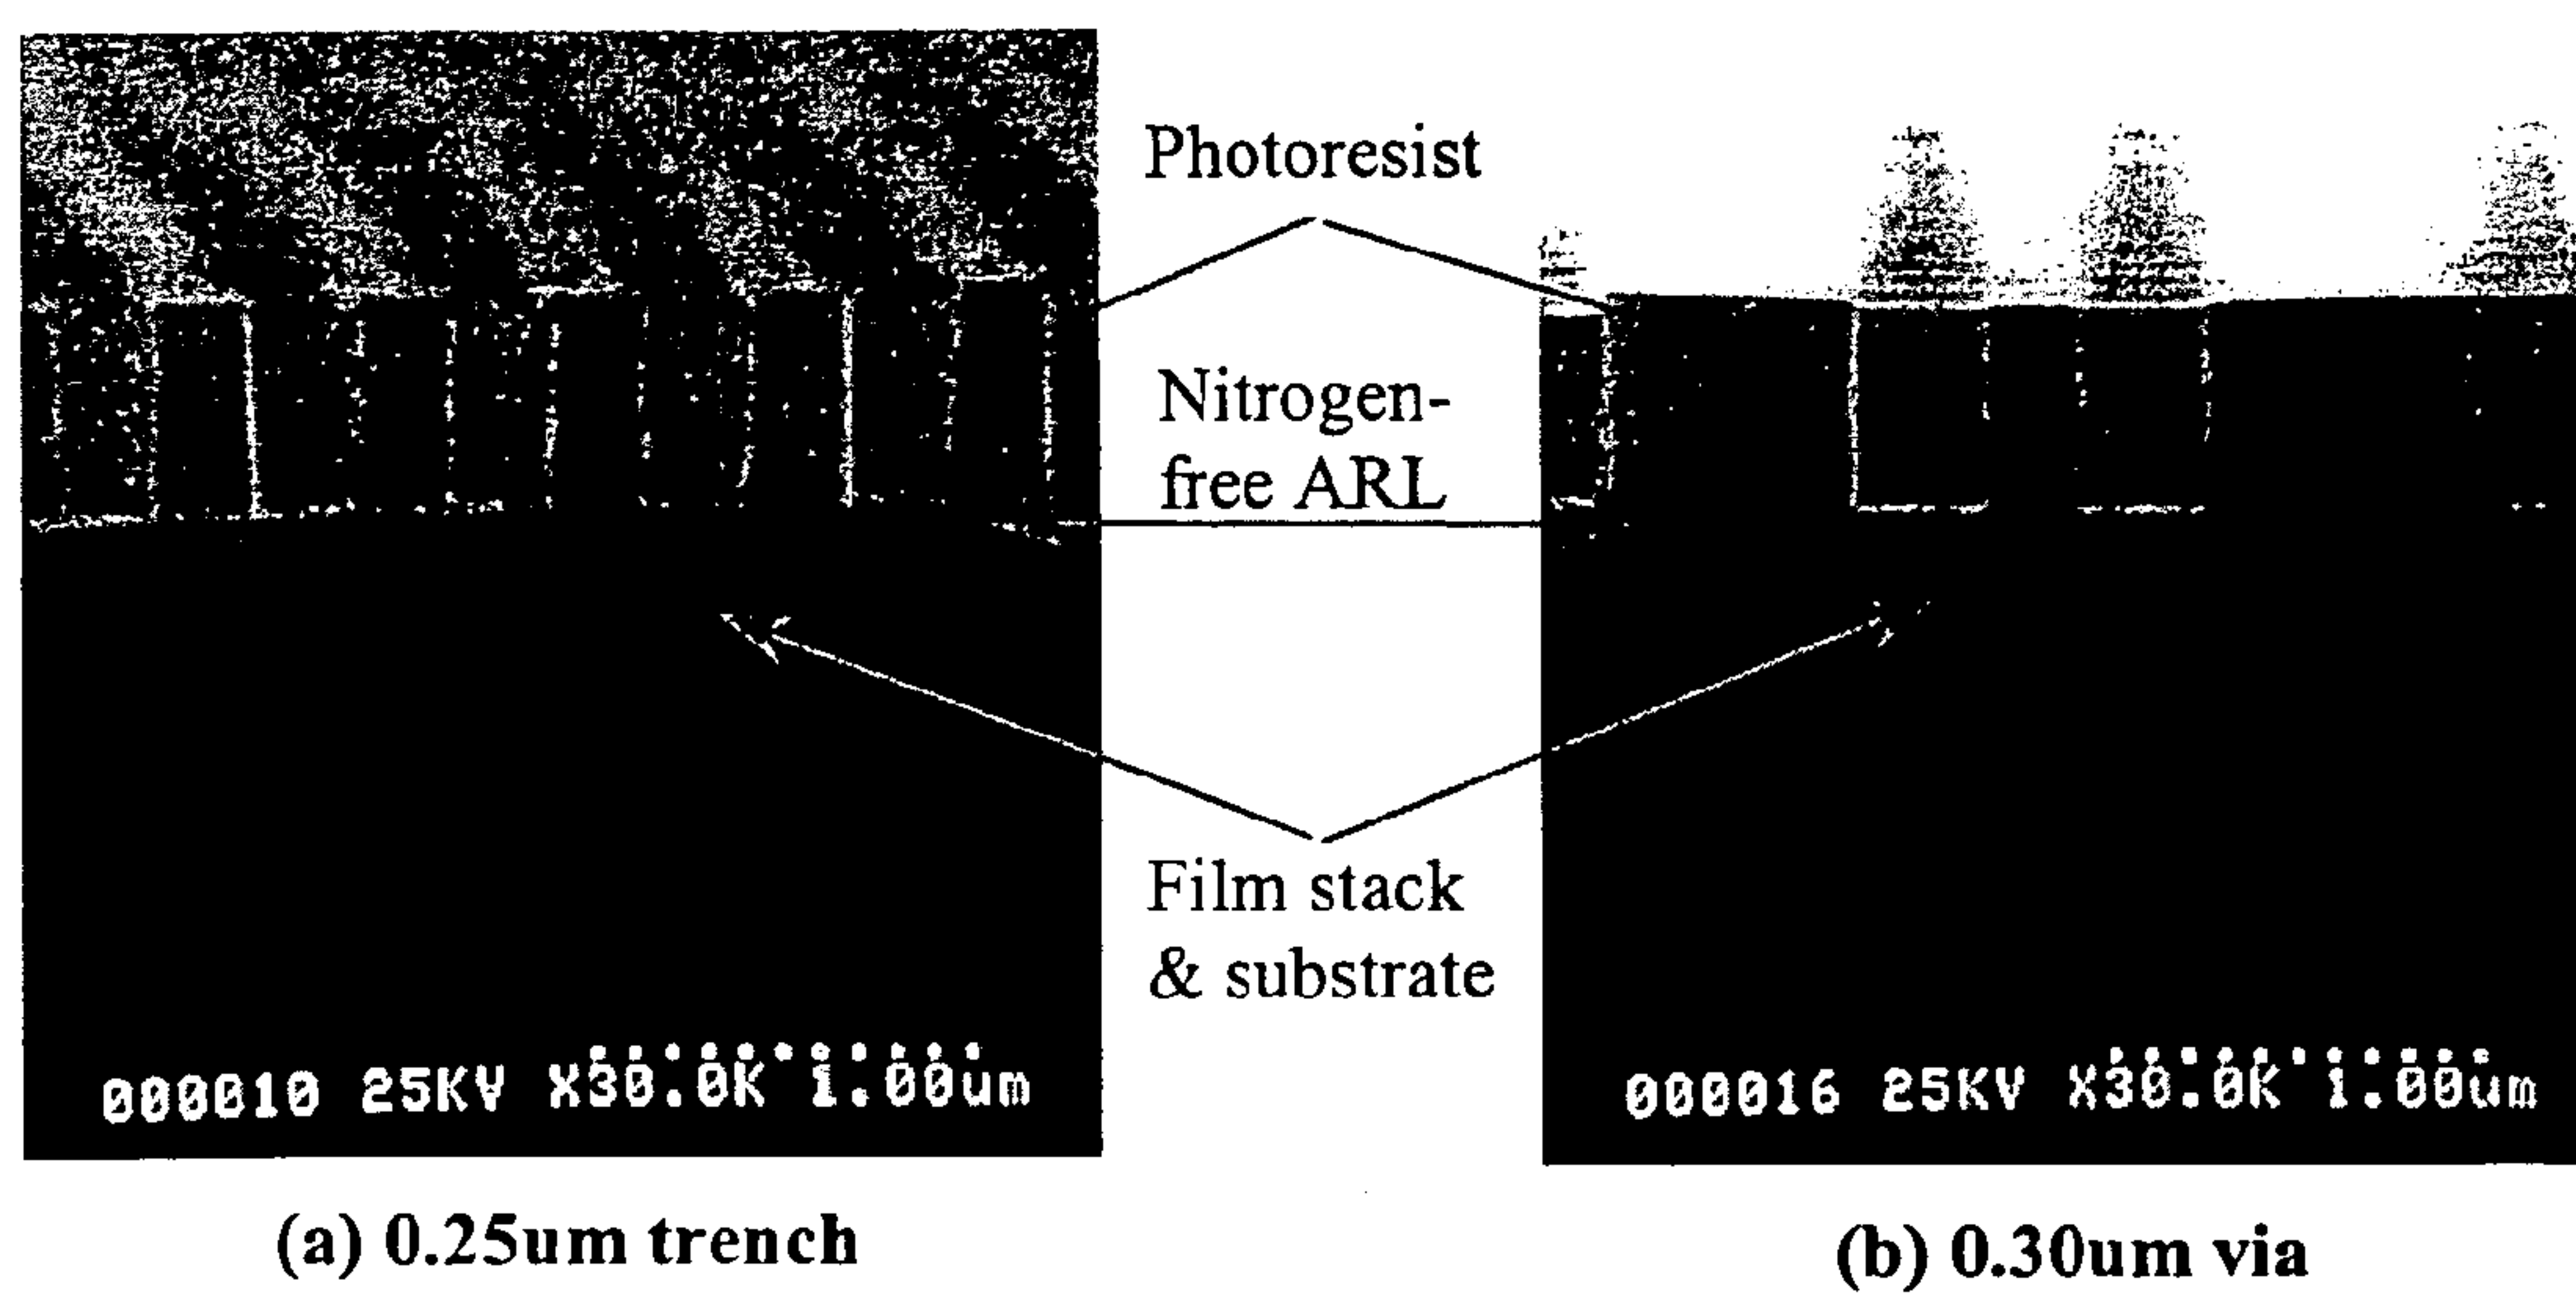 Photoresist
Nitrogen-
free ARL
Film stack
& substrate
000010 25KV X30.0K 1.00um
000016 25KV X30.0K 1.00um
(a) 0.25um trench
(b) 0.30um via